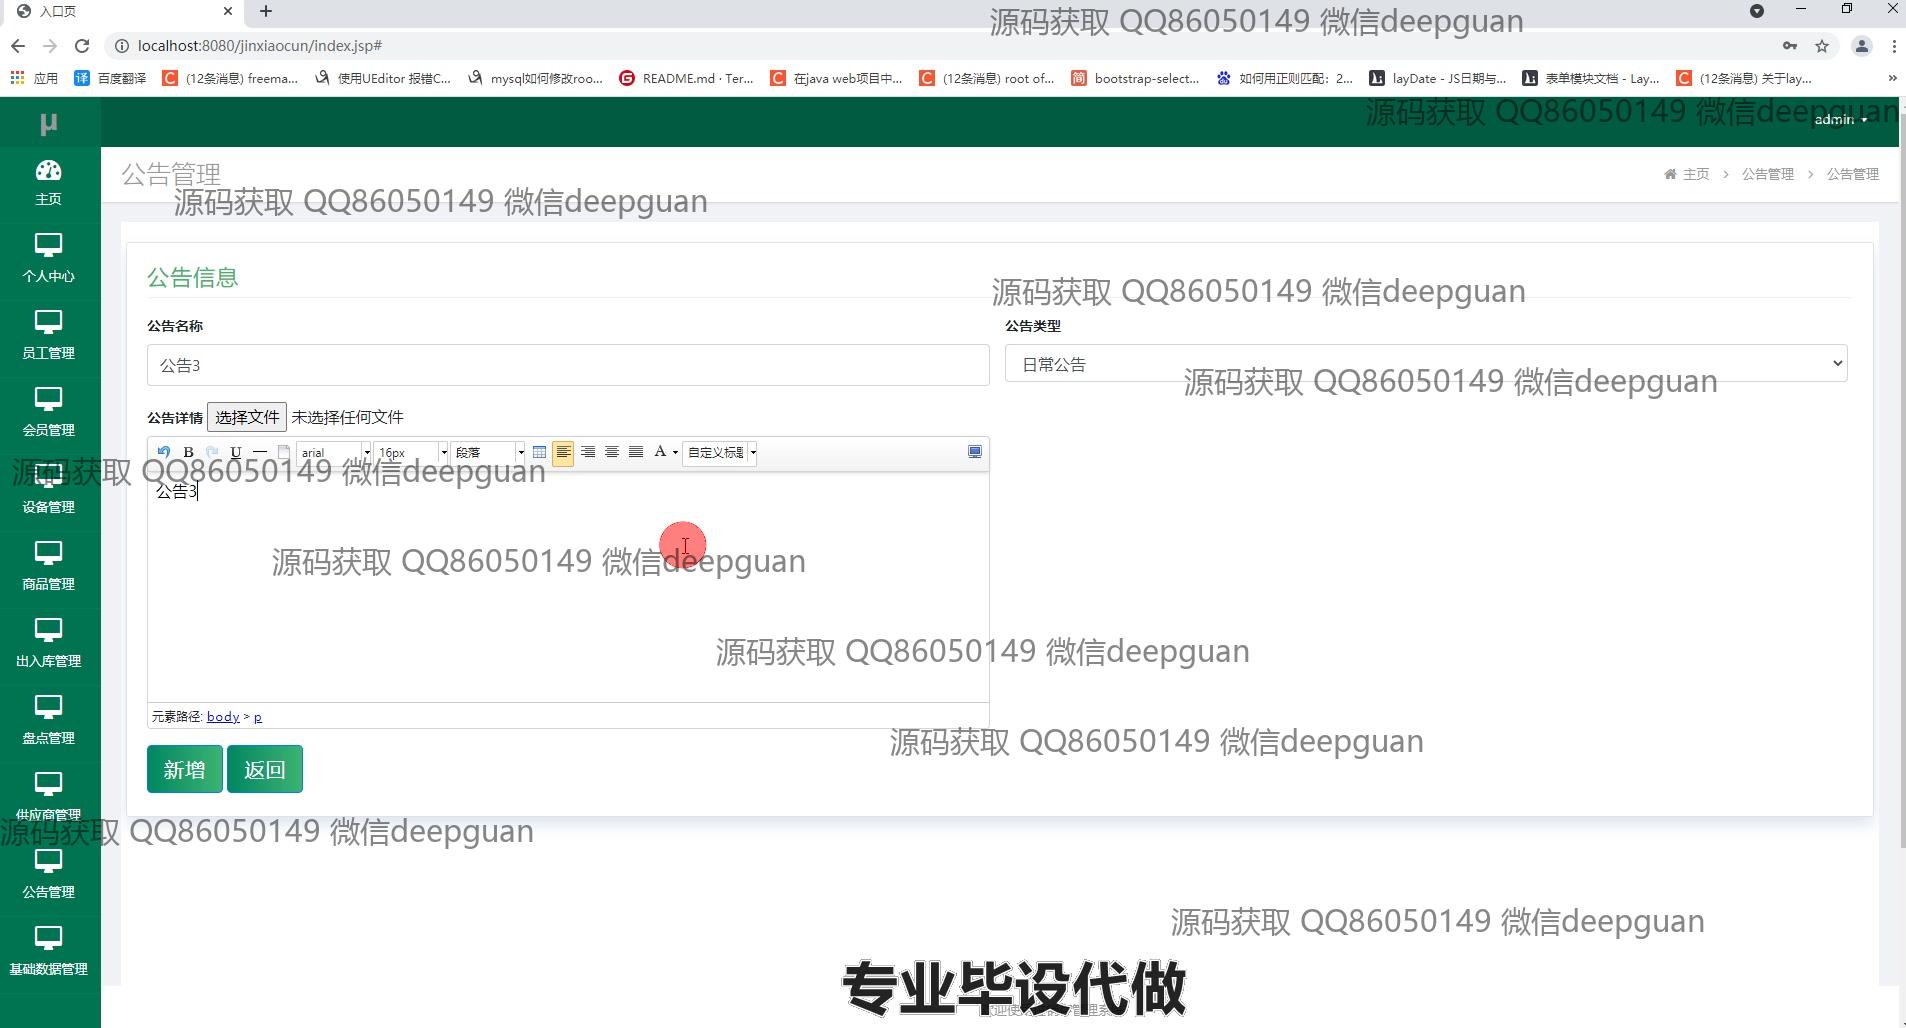 入口页
源码获取 QQ86050149 微信deepguan
localhost:8080/jinxiaocun/index.jsp#
应用 百度翻译 (12条消息) freema... 使用UEditor 报错C... mysql如何修改roo... README.md · Ter... 在java web项目中... (12条消息) root of... bootstrap-select... 如何用正则匹配：2... layDate - JS日期与... 表单模块文档 - Lay... (12条消息) 关于lay... »
μ
源码获取 QQ86050149 微信deepguan
admin
主页
公告管理
主页 > 公告管理 > 公告管理
源码获取 QQ86050149 微信deepguan
个人中心
公告信息
源码获取 QQ86050149 微信deepguan
公告名称
公告类型
员工管理
公告3
日常公告
源码获取 QQ86050149 微信deepguan
会员管理
公告详情 选择文件 未选择任何文件
B U arial 16px 段落 A 自定义标题
源码获取 QQ86050149 微信deepguan
公告3
设备管理
源码获取 QQ86050149 微信deepguan
商品管理
源码获取 QQ86050149 微信deepguan
出入库管理
元素路径: body > p
盘点管理
源码获取 QQ86050149 微信deepguan
新增 返回
供应商管理
源码获取 QQ86050149 微信deepguan
公告管理
源码获取 QQ86050149 微信deepguan
基础数据管理
专业毕设代做